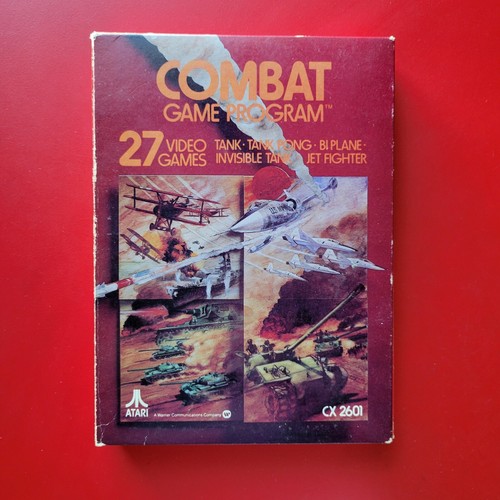 COMBAT
GAME PROGRAM™
27 VIDEO GAMES
TANK · TANK PONG · BI PLANE ·
INVISIBLE TANK · JET FIGHTER
ATARI
A Warner Communications Company
CX 2601